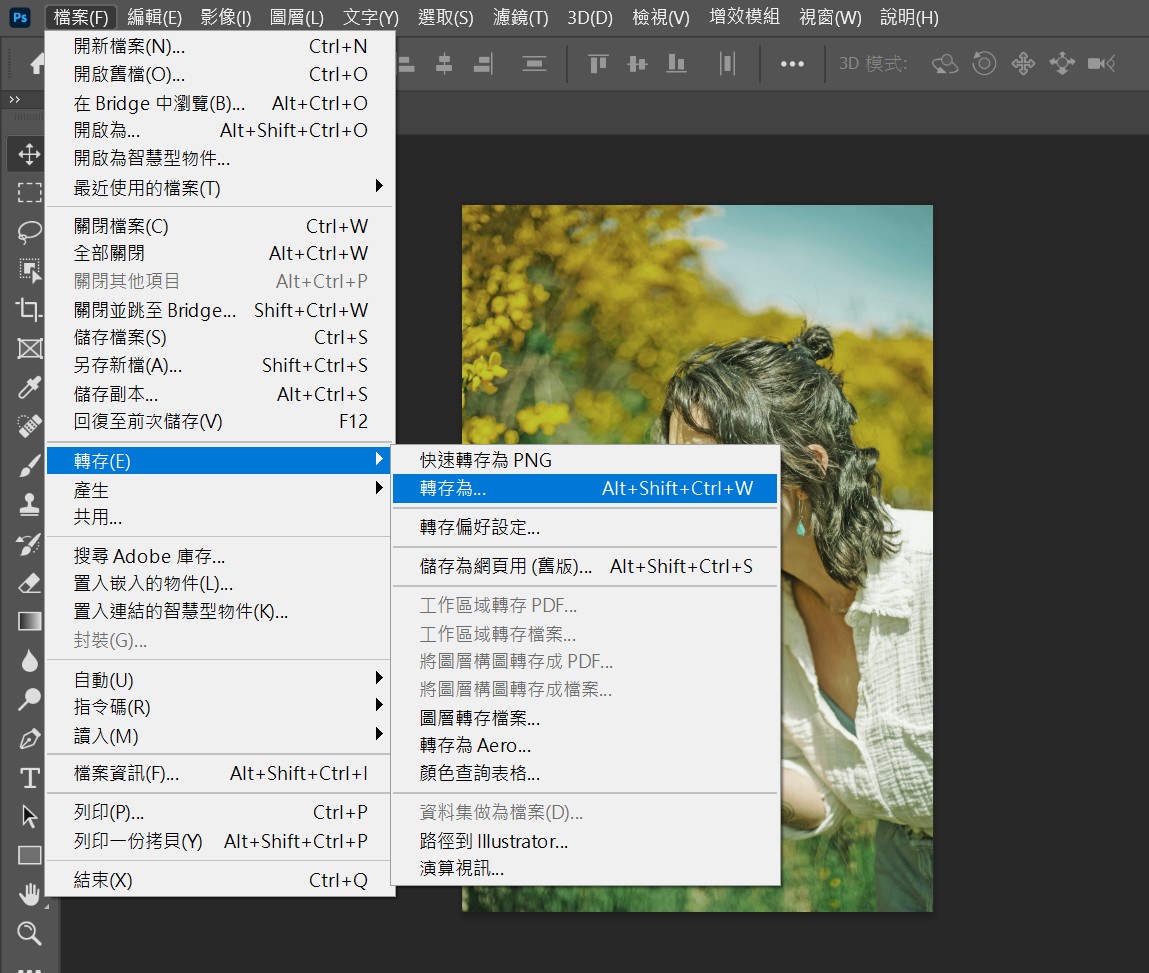 Ps 檔案(F) 編輯(E) 影像(I) 圖層(L) 文字(Y) 選取(S) 濾鏡(T) 3D(D) 檢視(V) 增效模組 視窗(W) 說明(H)
3D 模式:
開新檔案(N)... Ctrl+N
開啟舊檔(O)... Ctrl+O
在 Bridge 中瀏覽(B)... Alt+Ctrl+O
開啟為... Alt+Shift+Ctrl+O
開啟為智慧型物件...
最近使用的檔案(T)
關閉檔案(C) Ctrl+W
全部關閉 Alt+Ctrl+W
關閉其他項目 Alt+Ctrl+P
關閉並跳至 Bridge... Shift+Ctrl+W
儲存檔案(S) Ctrl+S
另存新檔(A)... Shift+Ctrl+S
儲存副本... Alt+Ctrl+S
回復至前次儲存(V) F12
轉存(E)
產生
共用...
搜尋 Adobe 庫存...
置入嵌入的物件(L)...
置入連結的智慧型物件(K)...
封裝(G)...
自動(U)
指令碼(R)
讀入(M)
檔案資訊(F)... Alt+Shift+Ctrl+I
列印(P)... Ctrl+P
列印一份拷貝(Y) Alt+Shift+Ctrl+P
結束(X) Ctrl+Q
快速轉存為 PNG
轉存為... Alt+Shift+Ctrl+W
轉存偏好設定...
儲存為網頁用 (舊版)... Alt+Shift+Ctrl+S
工作區域轉存 PDF...
工作區域轉存檔案...
將圖層構圖轉存成 PDF...
將圖層構圖轉存成檔案...
圖層轉存檔案...
轉存為 Aero...
顏色查詢表格...
資料集做為檔案(D)...
路徑到 Illustrator...
演算視訊...